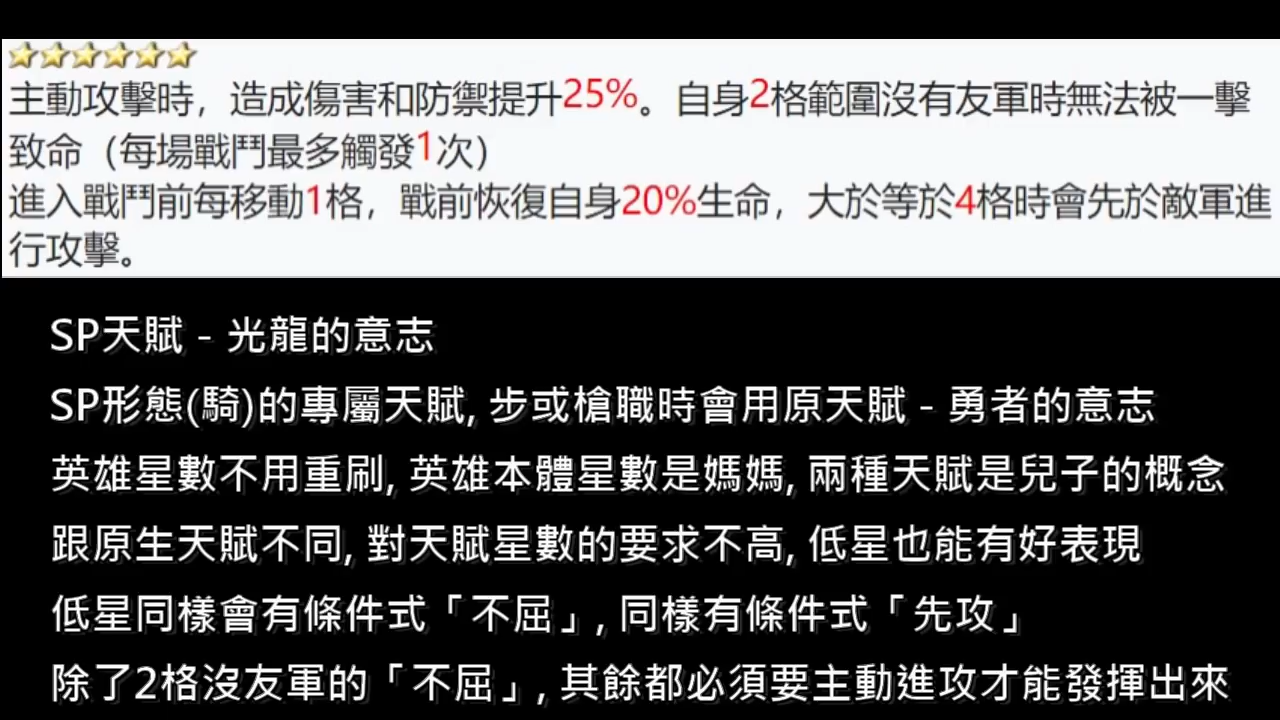 主動攻擊時，造成傷害和防禦提升25%。自身2格範圍沒有友軍時無法被一擊
致命（每場戰鬥最多觸發1次）
進入戰鬥前每移動1格，戰前恢復自身20%生命，大於等於4格時會先於敵軍進
行攻擊。
SP天賦 - 光龍的意志
SP形態(騎)的專屬天賦, 步或槍職時會用原天賦 - 勇者的意志
英雄星數不用重刷, 英雄本體星數是媽媽, 兩種天賦是兒子的概念
跟原生天賦不同, 對天賦星數的要求不高, 低星也能有好表現
低星同樣會有條件式「不屈」, 同樣有條件式「先攻」
除了2格沒友軍的「不屈」, 其餘都必須要主動進攻才能發揮出來